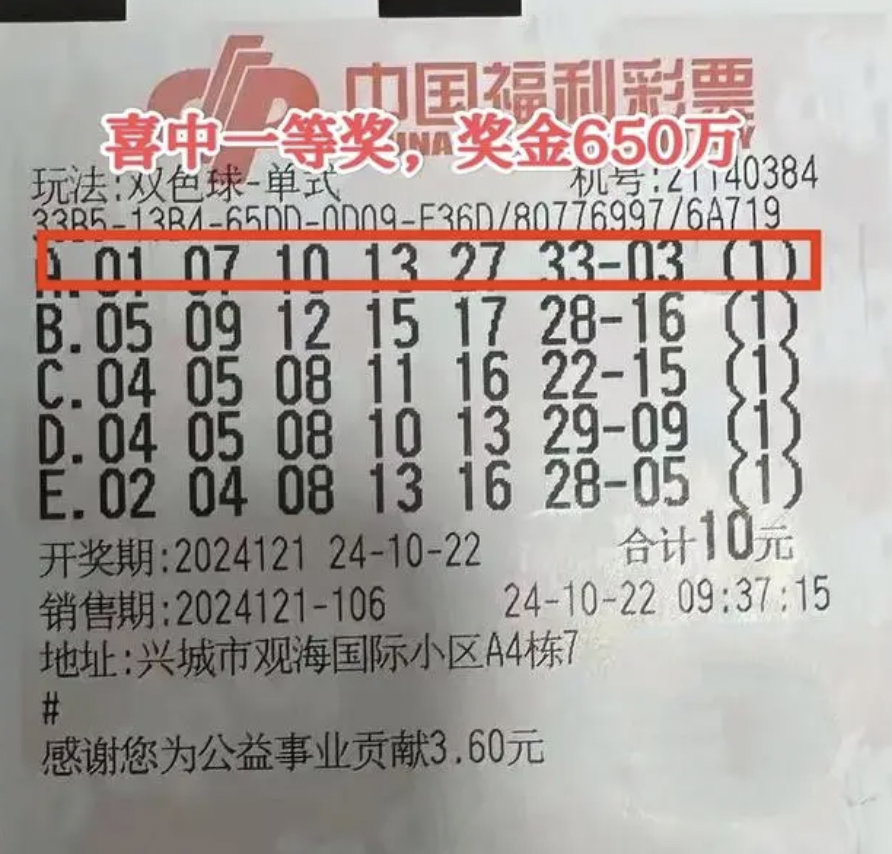 中国福利彩票
喜中一等奖，奖金650万
玩法:双色球-单式 机号:21140384
33B5-13B4-65DD-0D09-F36D/80776997/6A719
A.01 07 10 13 27 33-03 (1)
B.05 09 12 15 17 28-16 (1)
C.04 05 08 11 16 22-15 (1)
D.04 05 08 10 13 29-09 (1)
E.02 04 08 13 16 28-05 (1)
开奖期:2024121 24-10-22 合计10元
销售期:2024121-106 24-10-22 09:37:15
地址:兴城市观海国际小区A4栋7
#
感谢您为公益事业贡献3.60元